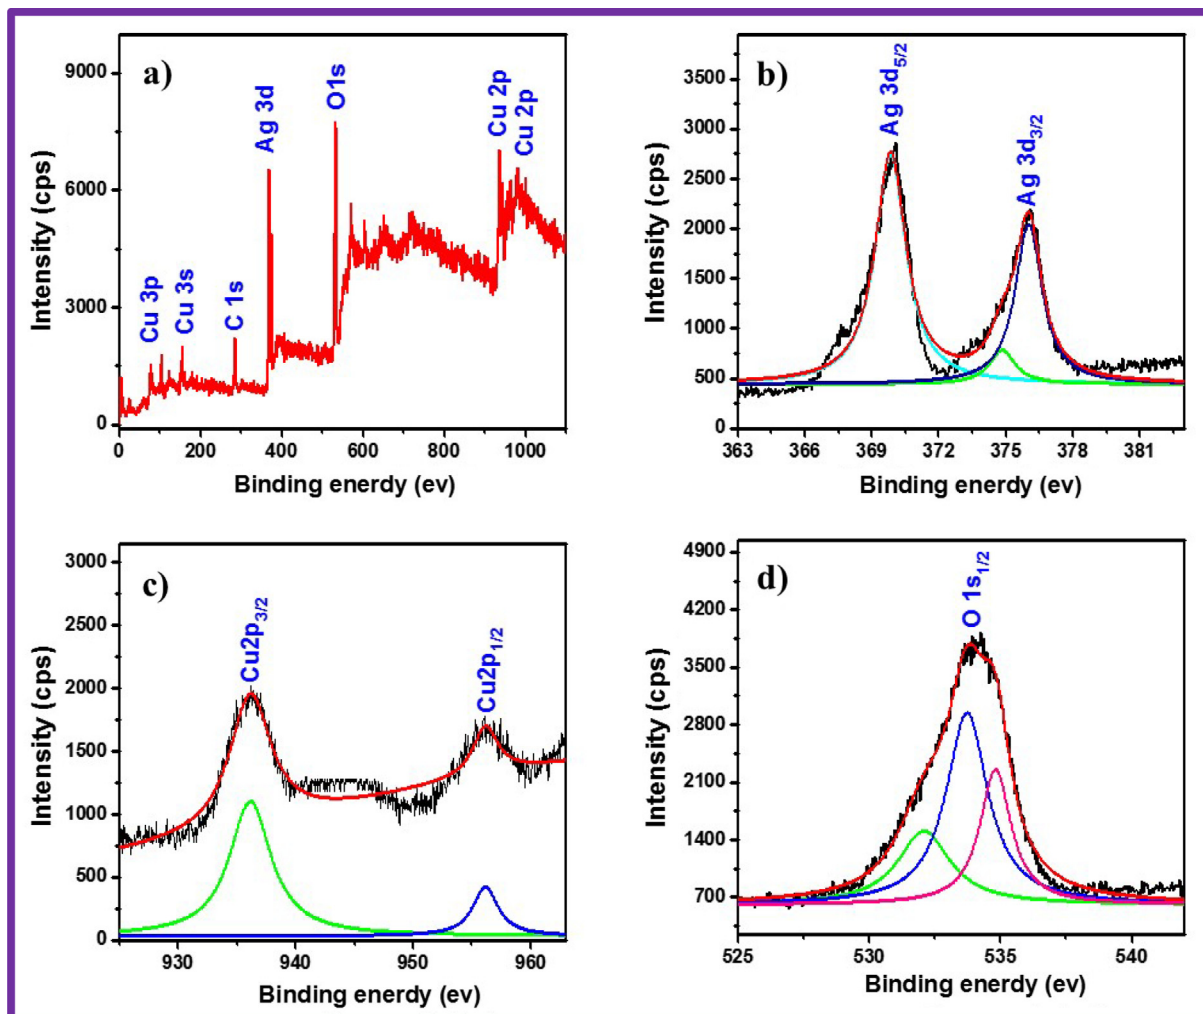 a)
9000
6000
3000
0
Intensity (cps)
Cu 3p
Cu 3s
C 1s
Ag 3d
O1s
Cu 2p
Cu 2p
0 200 400 600 800 1000
Binding enerdy (ev)
b)
3500
3000
2500
2000
1500
1000
500
0
Intensity (cps)
Ag 3d5/2
Ag 3d3/2
363 366 369 372 375 378 381
Binding enerdy (ev)
c)
3000
2500
2000
1500
1000
500
0
Intensity (cps)
Cu2p3/2
Cu2p1/2
930 940 950 960
Binding enerdy (ev)
d)
4900
4200
3500
2800
2100
1400
700
Intensity (cps)
O 1s1/2
525 530 535 540
Binding enerdy (ev)